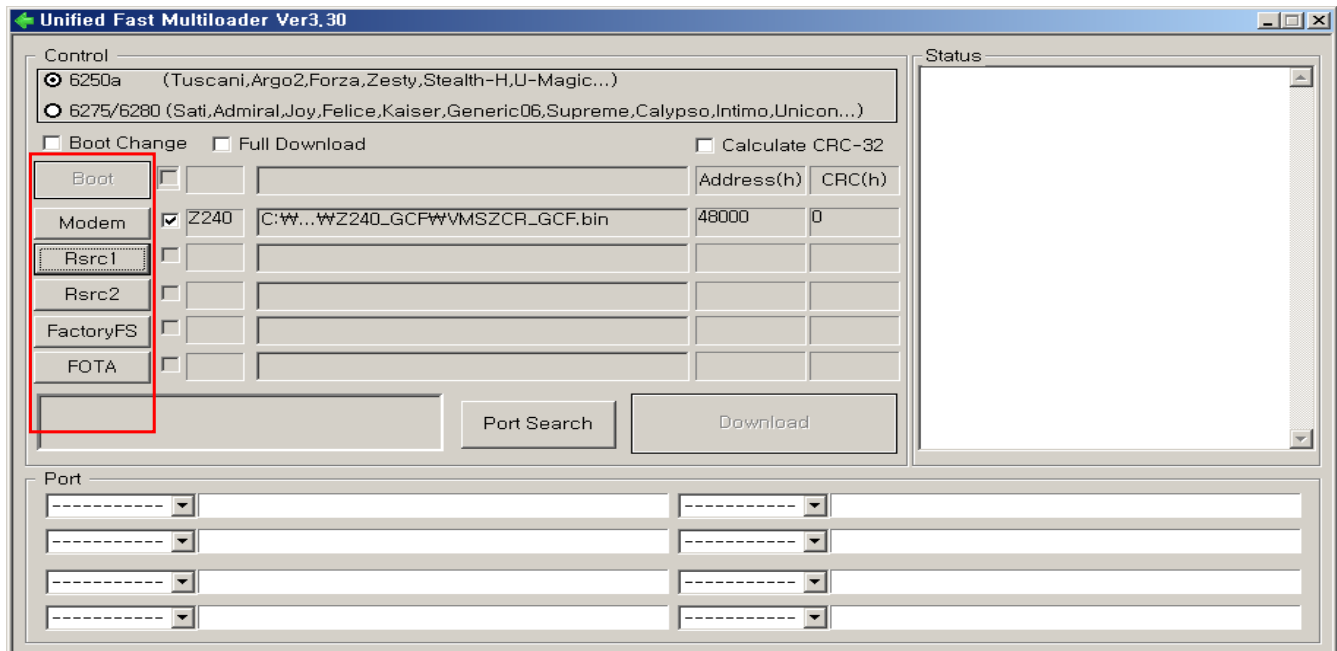 Unified Fast Multiloader Ver3.30
Control
Status
6250a (Tuscani,Argo2,Forza,Zesty,Stealth-H,U-Magic...)
6275/6280 (Sati,Admiral,Joy,Felice,Kaiser,Generic06,Supreme,Calypso,Intimo,Unicon...)
Boot Change Full Download Calculate CRC-32
Boot Address(h) CRC(h)
Modem Z240 C:₩...₩Z240_GCF₩VMSZCR_GCF.bin 48000 0
Rsrc1
Rsrc2
FactoryFS
FOTA
Port Search Download
Port
----------- -----------
----------- -----------
----------- -----------
----------- -----------